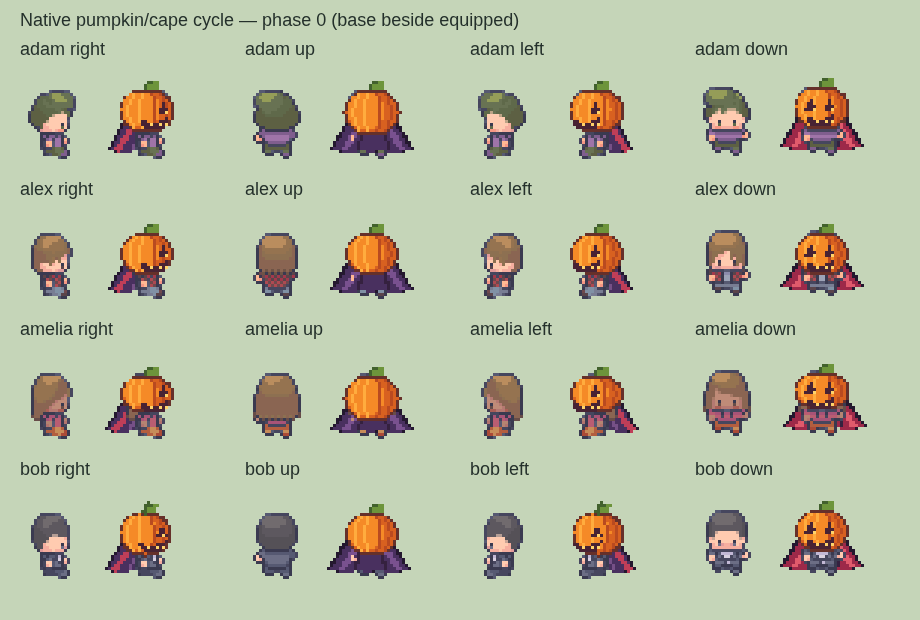 Native pumpkin/cape cycle — phase 0 (base beside equipped)
adam right adam up adam left adam down
alex right alex up alex left alex down
amelia right amelia up amelia left amelia down
bob right bob up bob left bob down